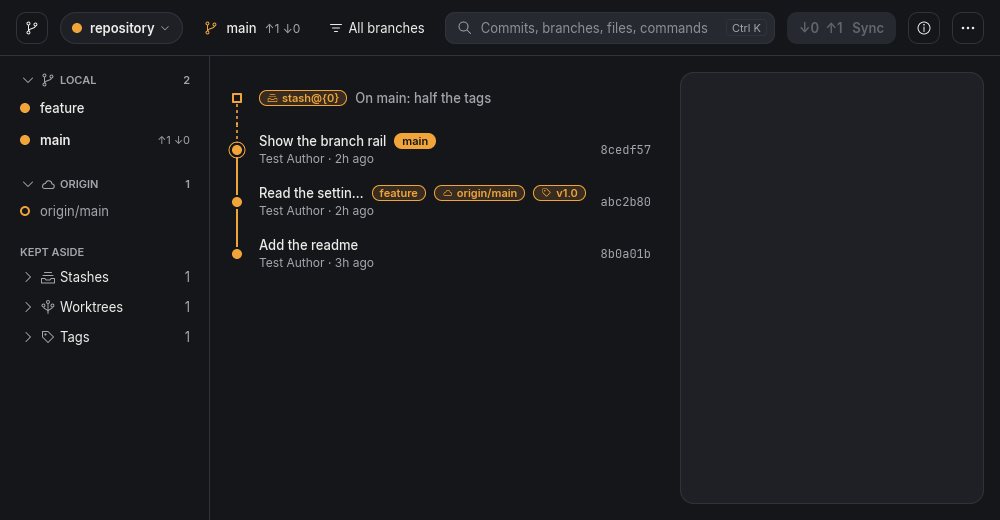 repository main ↑1 ↓0 All branches Commits, branches, files, commands Ctrl K ↓0 ↑1 Sync
LOCAL 2
feature
main ↑1 ↓0
ORIGIN 1
origin/main
KEPT ASIDE
Stashes 1
Worktrees 1
Tags 1
stash@{0} On main: half the tags
Show the branch rail main
Test Author · 2h ago 8cedf57
Read the settin... feature origin/main v1.0
Test Author · 2h ago abc2b80
Add the readme
Test Author · 3h ago 8b0a01b